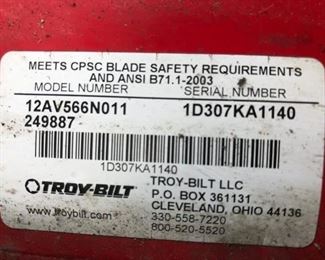 MEETS CPSC BLADE SAFETY REQUIREMENTS
AND ANSI B71.1-2003
MODEL NUMBER SERIAL NUMBER
12AV566N011 1D307KA1140
249887
1D307KA1140
TROY-BILT
TROY-BILT LLC
P.O. BOX 361131
CLEVELAND, OHIO 44136
www.troybilt.com
330-558-7220
800-520-5520